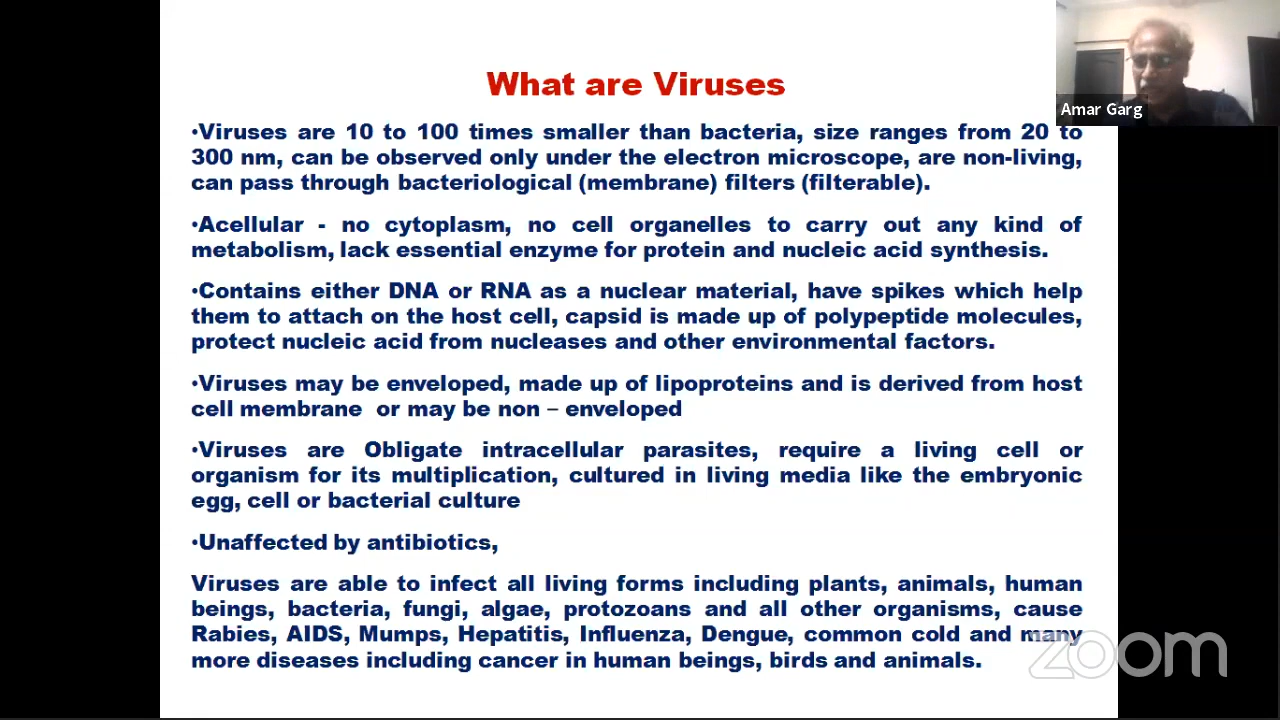 What are Viruses
Amar Garg
•Viruses are 10 to 100 times smaller than bacteria, size ranges from 20 to
300 nm, can be observed only under the electron microscope, are non-living,
can pass through bacteriological (membrane) filters (filterable).
•Acellular - no cytoplasm, no cell organelles to carry out any kind of
metabolism, lack essential enzyme for protein and nucleic acid synthesis.
•Contains either DNA or RNA as a nuclear material, have spikes which help
them to attach on the host cell, capsid is made up of polypeptide molecules,
protect nucleic acid from nucleases and other environmental factors.
•Viruses may be enveloped, made up of lipoproteins and is derived from host
cell membrane or may be non – enveloped
•Viruses are Obligate intracellular parasites, require a living cell or
organism for its multiplication, cultured in living media like the embryonic
egg, cell or bacterial culture
•Unaffected by antibiotics,
Viruses are able to infect all living forms including plants, animals, human
beings, bacteria, fungi, algae, protozoans and all other organisms, cause
Rabies, AIDS, Mumps, Hepatitis, Influenza, Dengue, common cold and many
more diseases including cancer in human beings, birds and animals.
zoom